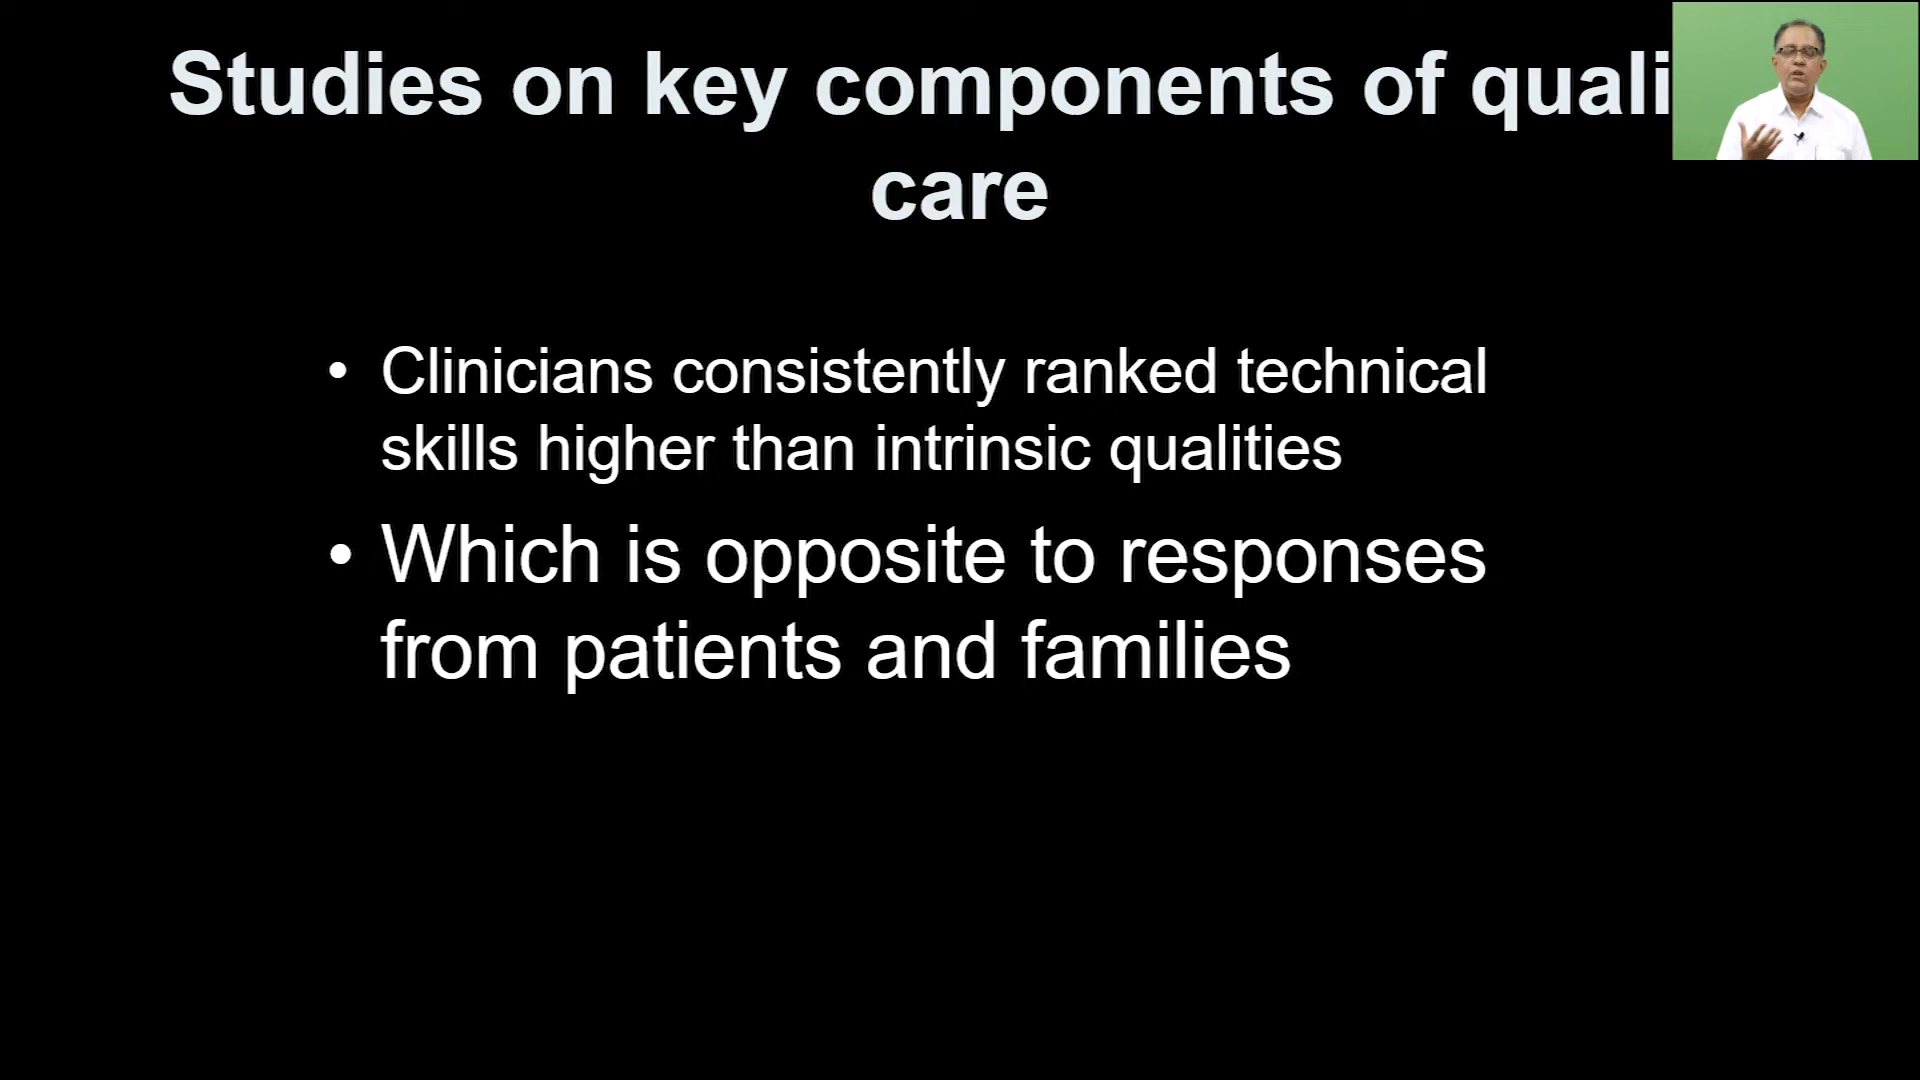 Studies on key components of quali
care
• Clinicians consistently ranked technical
skills higher than intrinsic qualities
• Which is opposite to responses
from patients and families